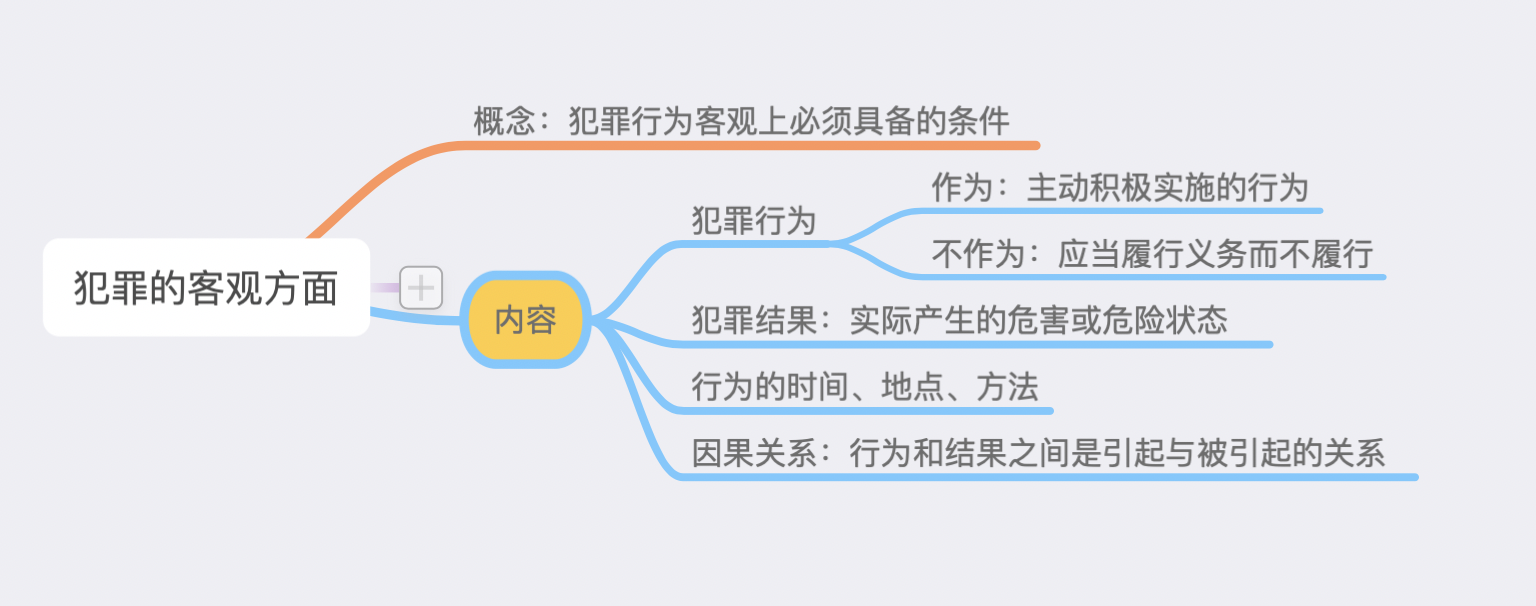 概念：犯罪行为客观上必须具备的条件
作为：主动积极实施的行为
犯罪行为
不作为：应当履行义务而不履行
犯罪的客观方面
内容
犯罪结果：实际产生的危害或危险状态
行为的时间、地点、方法
因果关系：行为和结果之间是引起与被引起的关系